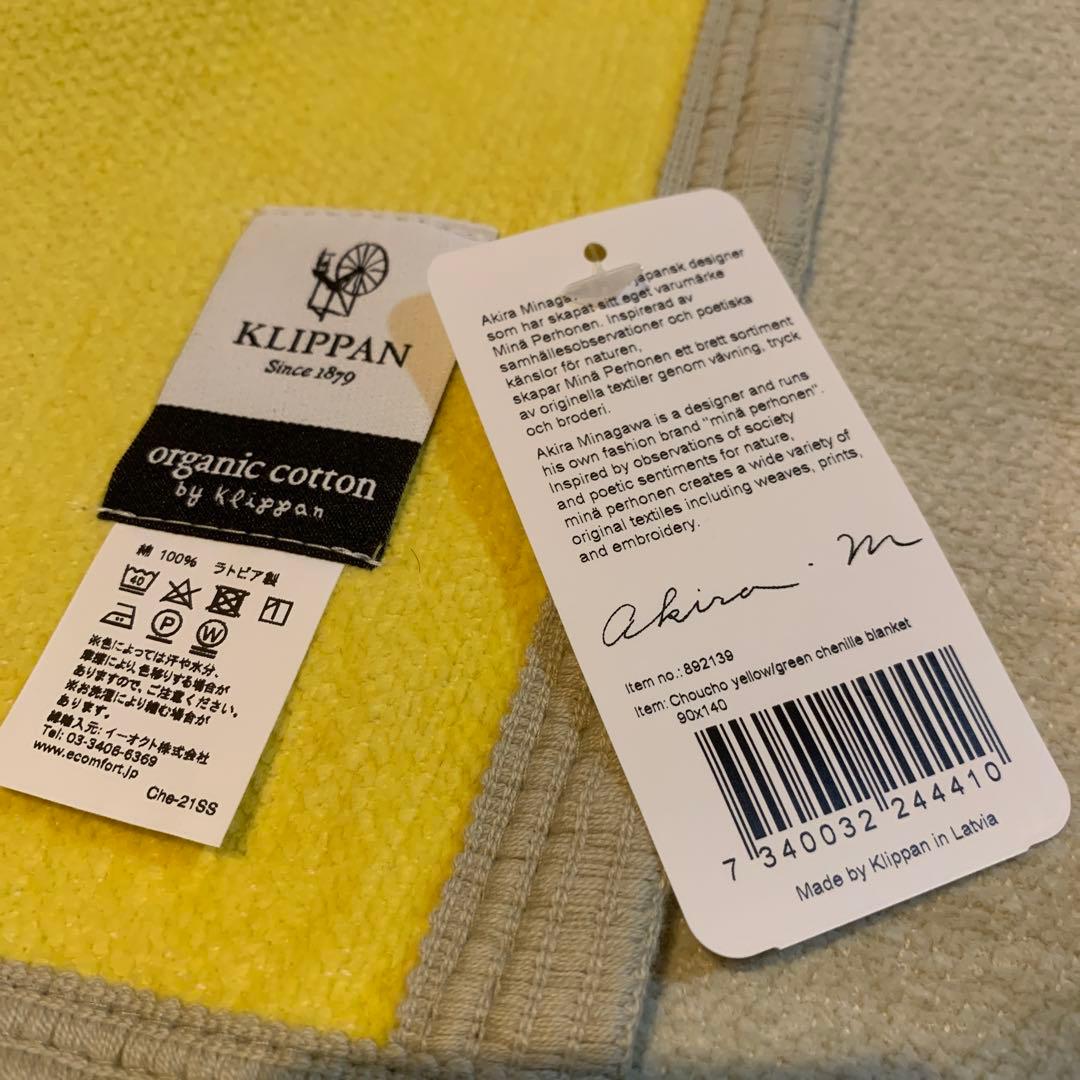 KLIPPAN
Since 1879
organic cotton
by Klippan
綿 100% ラトビア製
40
P W
※色によっては汗や水分、
摩擦により、色移りする場合が
ありますので、ご注意ください。
※お洗濯により縮む場合が
あります。
輸入元: イーオクト株式会社
Tel: 03-3406-6369
www.ecomfort.jp
Che-21SS
Akira japansk designer
som har skapat sitt eget varumärke
Minä Perhonen. Inspirerad av
samhällesobservationer och poetiska
känslor för naturen,
skapar Minä Perhonen ett brett sortiment
av originella textiler genom vävning, tryck
och broderi.
Akira Minagawa is a designer and runs
his own fashion brand "minä perhonen".
Inspired by observations of society
and poetic sentiments for nature,
minä perhonen creates a wide variety of
original textiles including weaves, prints,
and embroidery.
Akira m
Item no.: 892139
Item: Choucho yellow/green chenille blanket
90x140
7 340032 244410
Made by Klippan in Latvia